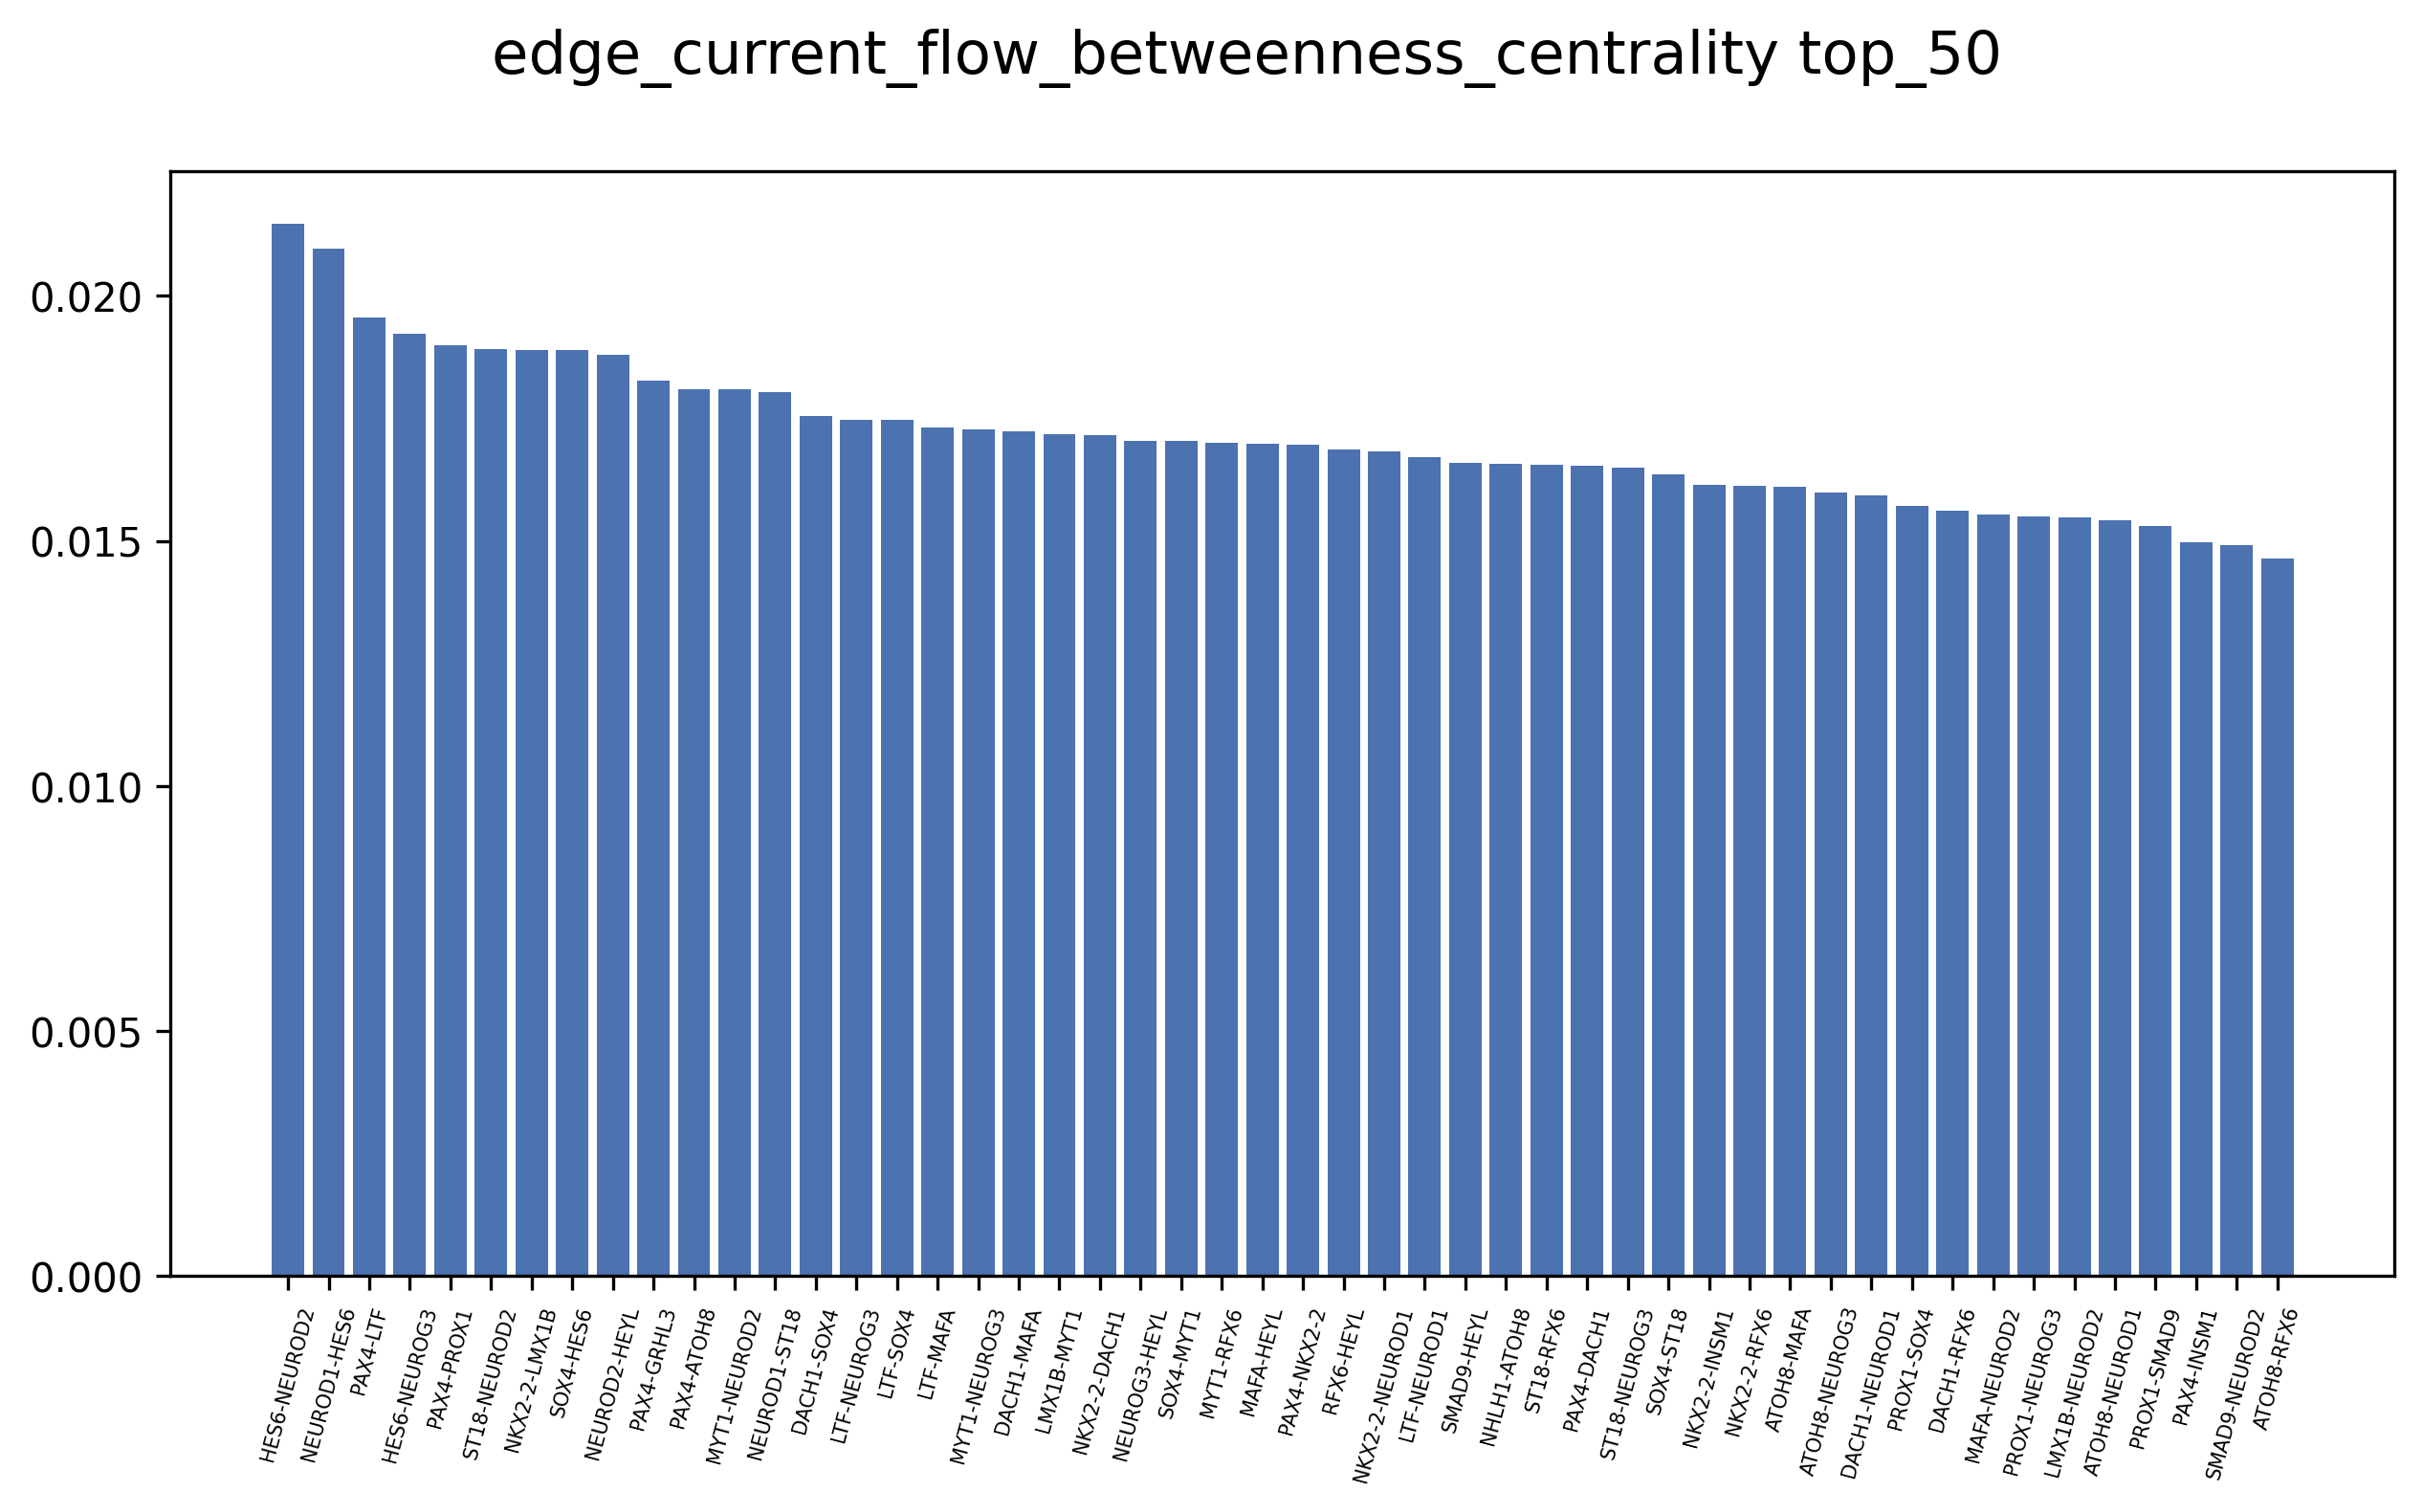 edge_current_flow_betweenness_centrality top_50
0.020
0.015
0.010
0.005
0.000
HES6-NEUROD2
NEUROD1-HES6
PAX4-LTF
HES6-NEUROG3
PAX4-PROX1
ST18-NEUROD2
NKX2-2-LMX1B
SOX4-HES6
NEUROD2-HEYL
PAX4-GRHL3
PAX4-ATOH8
MYT1-NEUROD2
NEUROD1-ST18
DACH1-SOX4
LTF-NEUROG3
LTF-SOX4
LTF-MAFA
MYT1-NEUROG3
DACH1-MAFA
LMX1B-MYT1
NKX2-2-DACH1
NEUROG3-HEYL
SOX4-MYT1
MYT1-RFX6
MAFA-HEYL
PAX4-NKX2-2
RFX6-HEYL
NKX2-2-NEUROD1
LTF-NEUROD1
SMAD9-HEYL
NHLH1-ATOH8
ST18-RFX6
PAX4-DACH1
ST18-NEUROG3
SOX4-ST18
NKX2-2-INSM1
NKX2-2-RFX6
ATOH8-MAFA
ATOH8-NEUROG3
DACH1-NEUROD1
PROX1-SOX4
DACH1-RFX6
MAFA-NEUROD2
PROX1-NEUROG3
LMX1B-NEUROD2
ATOH8-NEUROD1
PROX1-SMAD9
PAX4-INSM1
SMAD9-NEUROD2
ATOH8-RFX6